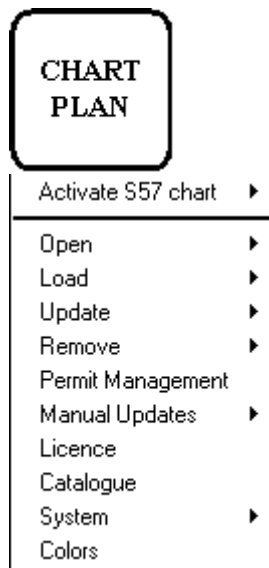 CHART
PLAN
Activate S57 chart
Open
Load
Update
Remove
Permit Management
Manual Updates
Licence
Catalogue
System
Colors